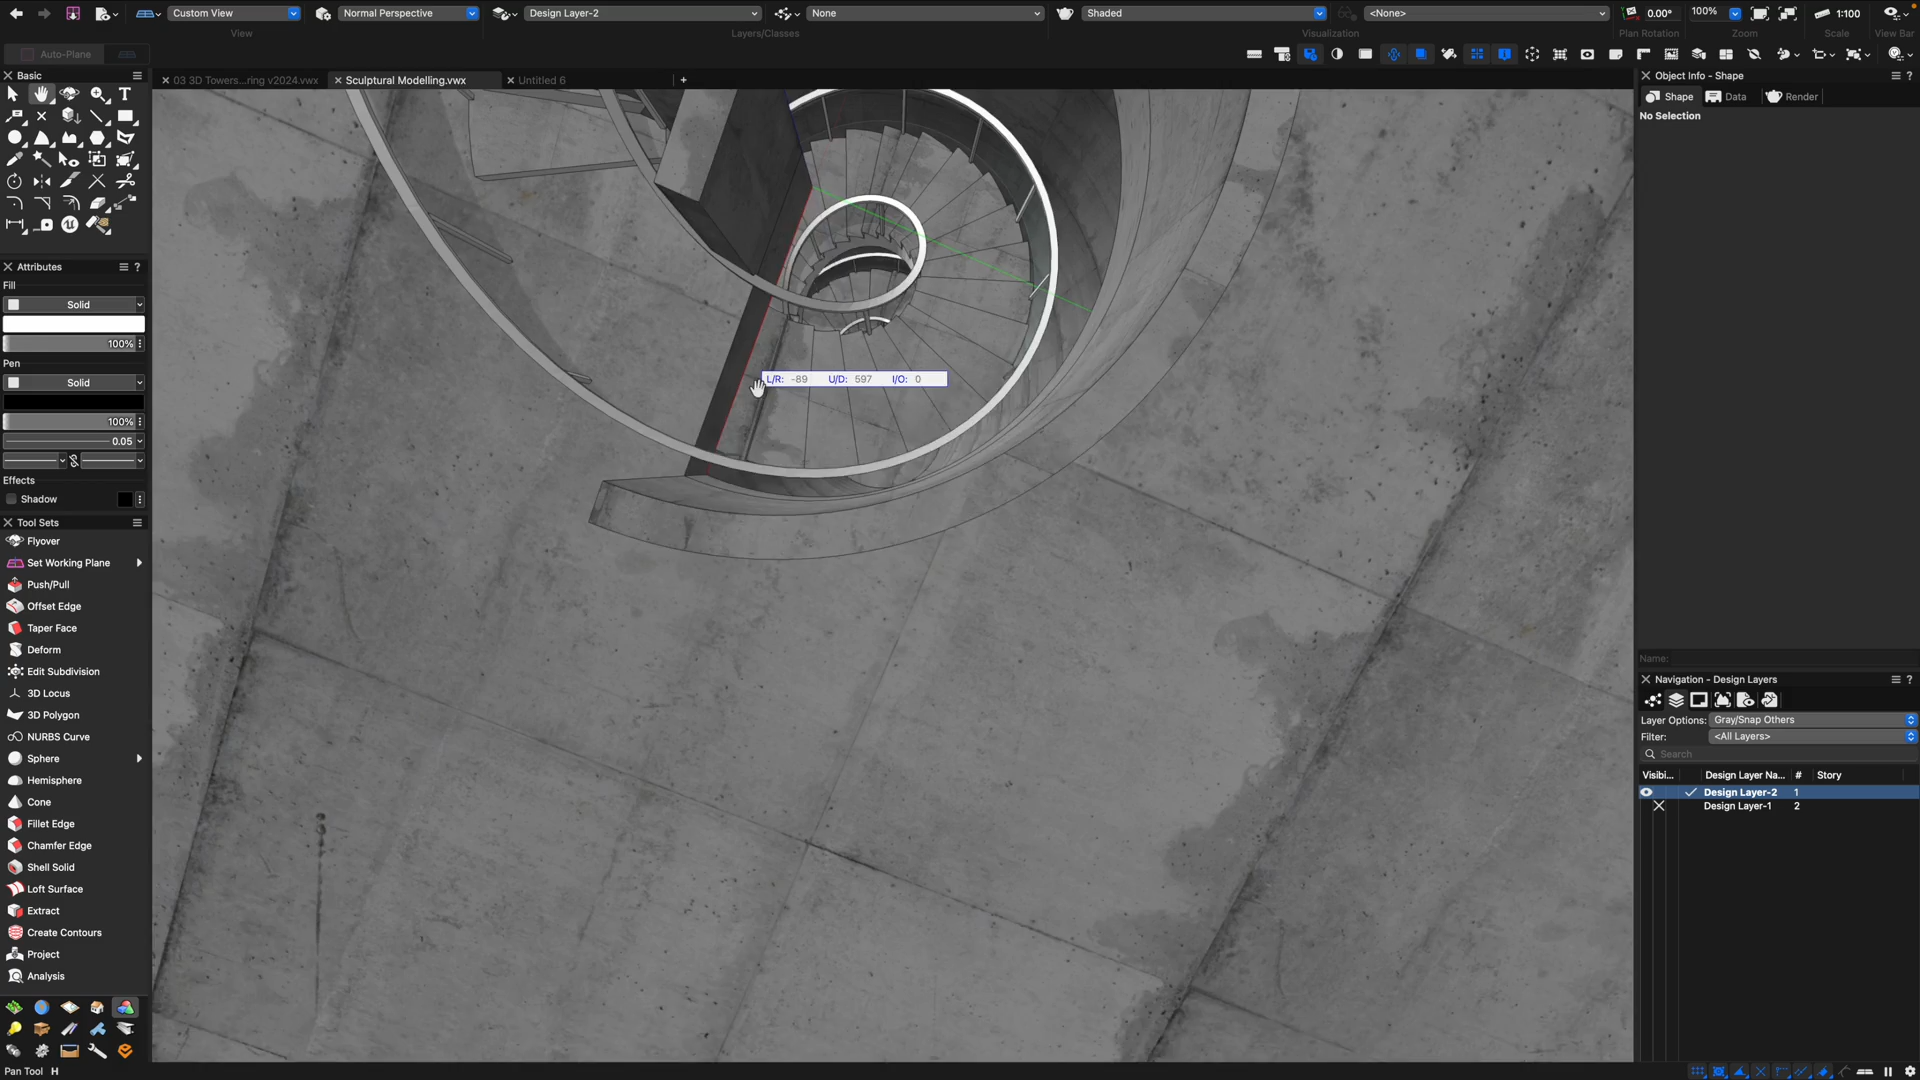 Custom View
Normal Perspective
Design Layer-2
None
Shaded
<None>
0.00°
100%
1:100
View
Layers/Classes
Visualization
Plan Rotation
Zoom
Scale
View Bar
Auto-Plane
Basic
03 3D Towers...ring v2024.vwx
Sculptural Modelling.vwx
Untitled 6
Object Info - Shape
Shape
Data
Render
No Selection
Attributes
Fill
Solid
100%
Pen
Solid
100%
0.05
Effects
Shadow
Tool Sets
Flyover
Set Working Plane
Push/Pull
Offset Edge
Taper Face
Deform
Edit Subdivision
3D Locus
3D Polygon
NURBS Curve
Sphere
Hemisphere
Cone
Fillet Edge
Chamfer Edge
Shell Solid
Loft Surface
Extract
Create Contours
Project
Analysis
Pan Tool H
L/R: -89 U/D: 597 I/O: 0
Name:
Navigation - Design Layers
Layer Options: Gray/Snap Others
Filter: <All Layers>
Search
Visibi... Design Layer Na... # Story
Design Layer-2 1
Design Layer-1 2